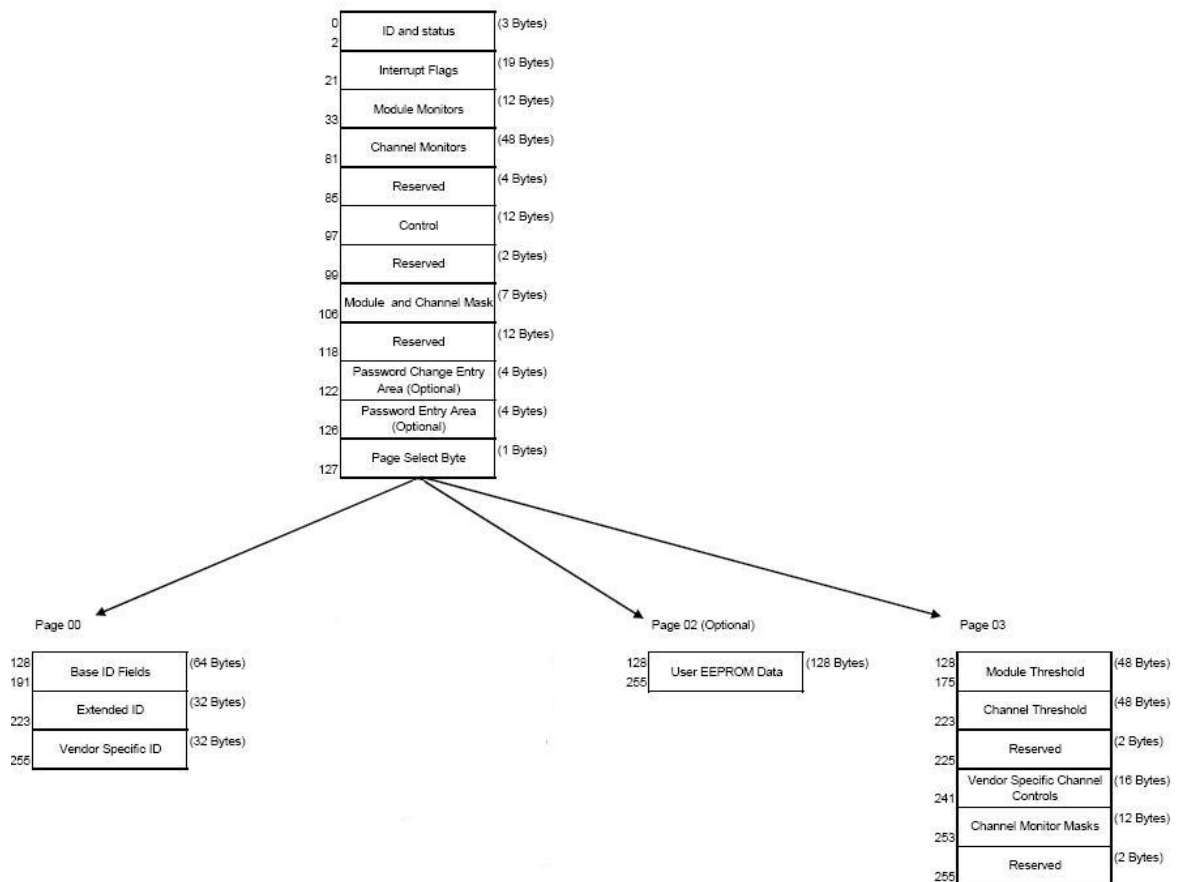 0
ID and status
(3 Bytes)
2
Interrupt Flags
(19 Bytes)
21
Module Monitors
(12 Bytes)
33
Channel Monitors
(48 Bytes)
81
Reserved
(4 Bytes)
85
Control
(12 Bytes)
97
Reserved
(2 Bytes)
99
Module and Channel Mask
(7 Bytes)
106
Reserved
(12 Bytes)
118
Password Change Entry
Area (Optional)
(4 Bytes)
122
Password Entry Area
(Optional)
(4 Bytes)
126
Page Select Byte
(1 Bytes)
127
Page 00
128
Base ID Fields
(64 Bytes)
191
Extended ID
(32 Bytes)
223
Vendor Specific ID
(32 Bytes)
255
Page 02 (Optional)
128
User EEPROM Data
(128 Bytes)
255
Page 03
128
Module Threshold
(48 Bytes)
175
Channel Threshold
(48 Bytes)
223
Reserved
(2 Bytes)
225
Vendor Specific Channel
Controls
(16 Bytes)
241
Channel Monitor Masks
(12 Bytes)
253
Reserved
(2 Bytes)
255